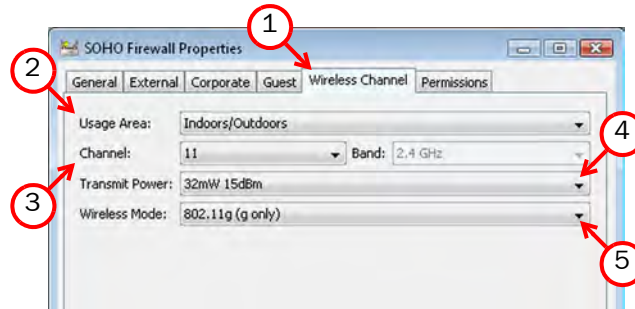 1
SOHO Firewall Properties
2
General External Corporate Guest Wireless Channel Permissions
Usage Area: Indoors/Outdoors
4
Channel: 11 Band: 2.4 GHz
3
Transmit Power: 32mW 15dBm
Wireless Mode: 802.11g (g only)
5